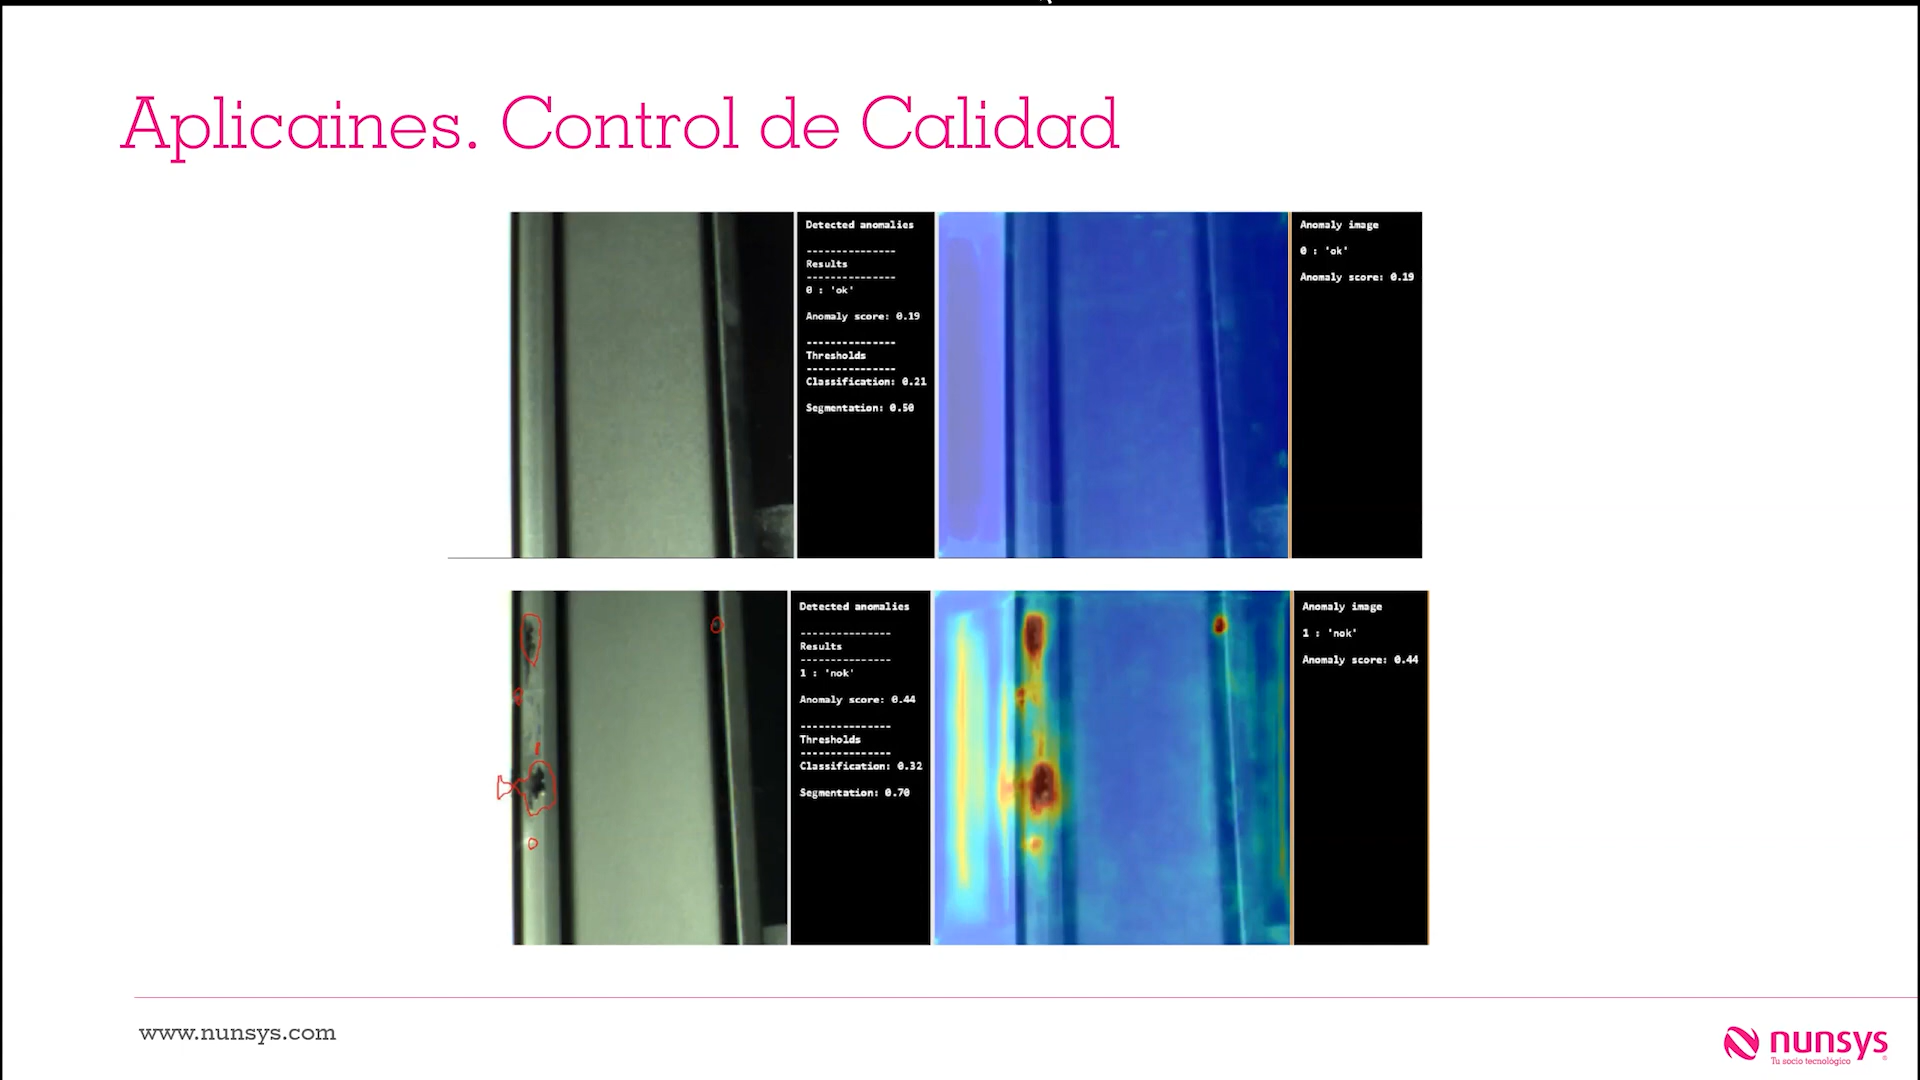 Aplicaines. Control de Calidad
Detected anomalies
---------------
Results
---------------
0 : 'ok'
Anomaly score: 0.19
---------------
Thresholds
---------------
Classification: 0.21
Segmentation: 0.50
Anomaly image
0 : 'ok'
Anomaly score: 0.19
Detected anomalies
---------------
Results
---------------
1 : 'nok'
Anomaly score: 0.44
---------------
Thresholds
---------------
Classification: 0.32
Segmentation: 0.70
Anomaly image
1 : 'nok'
Anomaly score: 0.44
www.nunsys.com
nunsys
Tu socio tecnológico